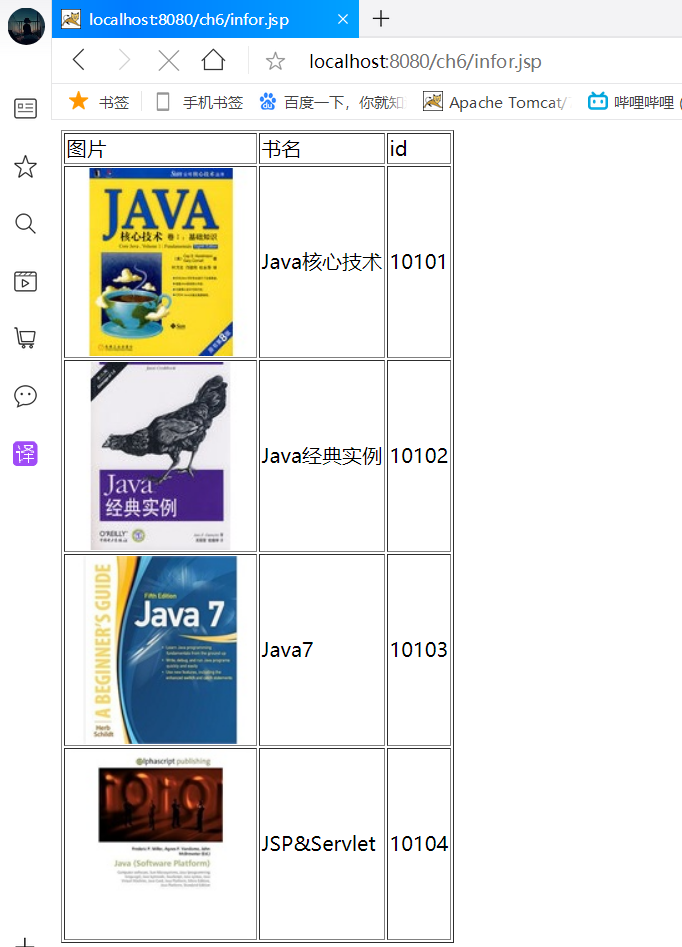 localhost:8080/ch6/infor.jsp
localhost:8080/ch6/infor.jsp
书签
手机书签
百度一下，你就知
Apache Tomcat/
哔哩哔哩 (
译
图片 书名 id
JAVA
核心技术 卷I：基础知识
Java核心技术 10101
Java
经典实例
O'REILLY
Java经典实例 10102
A BEGINNER'S GUIDE
Fifth Edition
Java 7
Herb
Schildt
Java7 10103
alphascript publishing
Java (Software Platform)
JSP&Servlet 10104